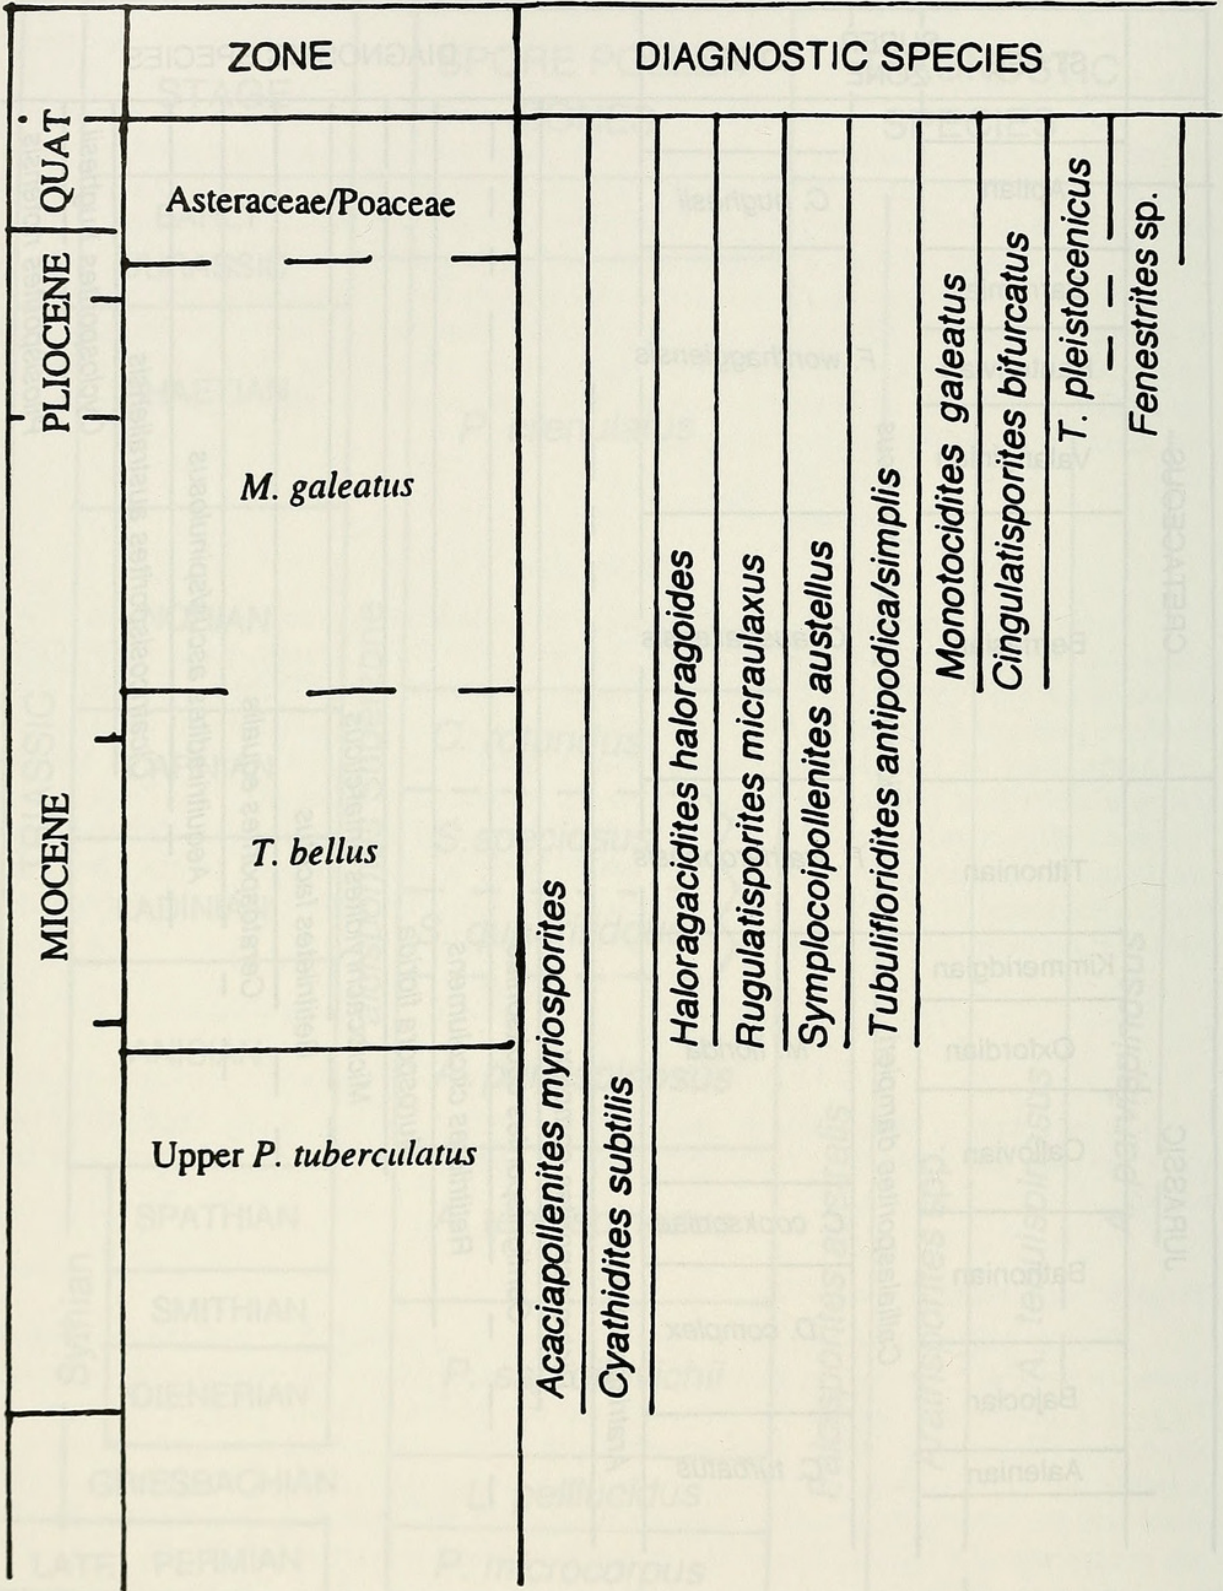 ZONE
DIAGNOSTIC SPECIES
QUAT
PLIOCENE
MIOCENE
Asteraceae/Poaceae
M. galeatus
T. bellus
Upper P. tuberculatus
Acaciapollenites myriosporites
Cyathidites subtilis
Haloragacidites haloragoides
Rugulatisporites micraulaxus
Symplocoipollenites austellus
Tubulifloridites antipodica/simplis
Monotocidites galeatus
Cingulatisporites bifurcatus
T. pleistocenicus
Fenestrites sp.